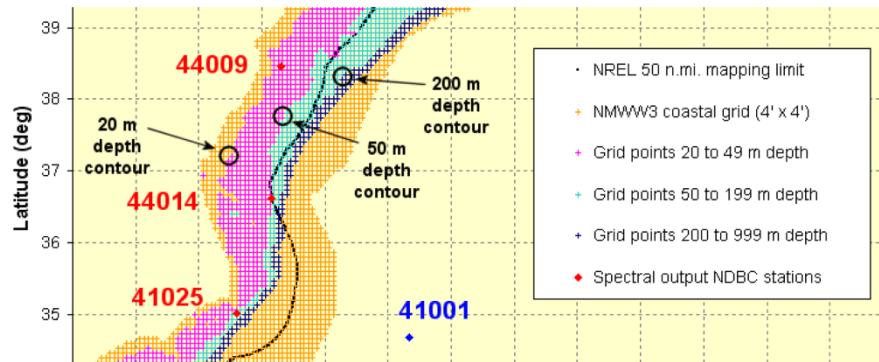 Latitude (deg)
39
38
37
36
35
44009
20 m
depth
contour
200 m
depth
contour
50 m
depth
contour
44014
41025
41001
NREL 50 n.mi. mapping limit
NMWW3 coastal grid (4' x 4')
Grid points 20 to 49 m depth
Grid points 50 to 199 m depth
Grid points 200 to 999 m depth
Spectral output NDBC stations